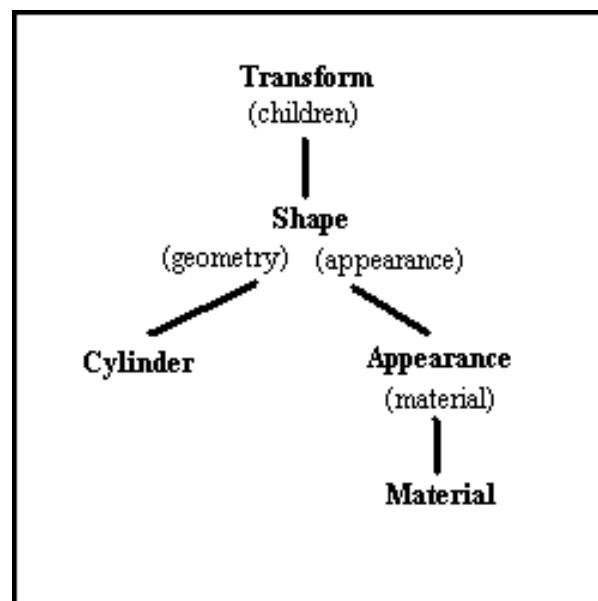 Transform
(children)
Shape
(geometry) (appearance)
Cylinder Appearance
(material)
Material